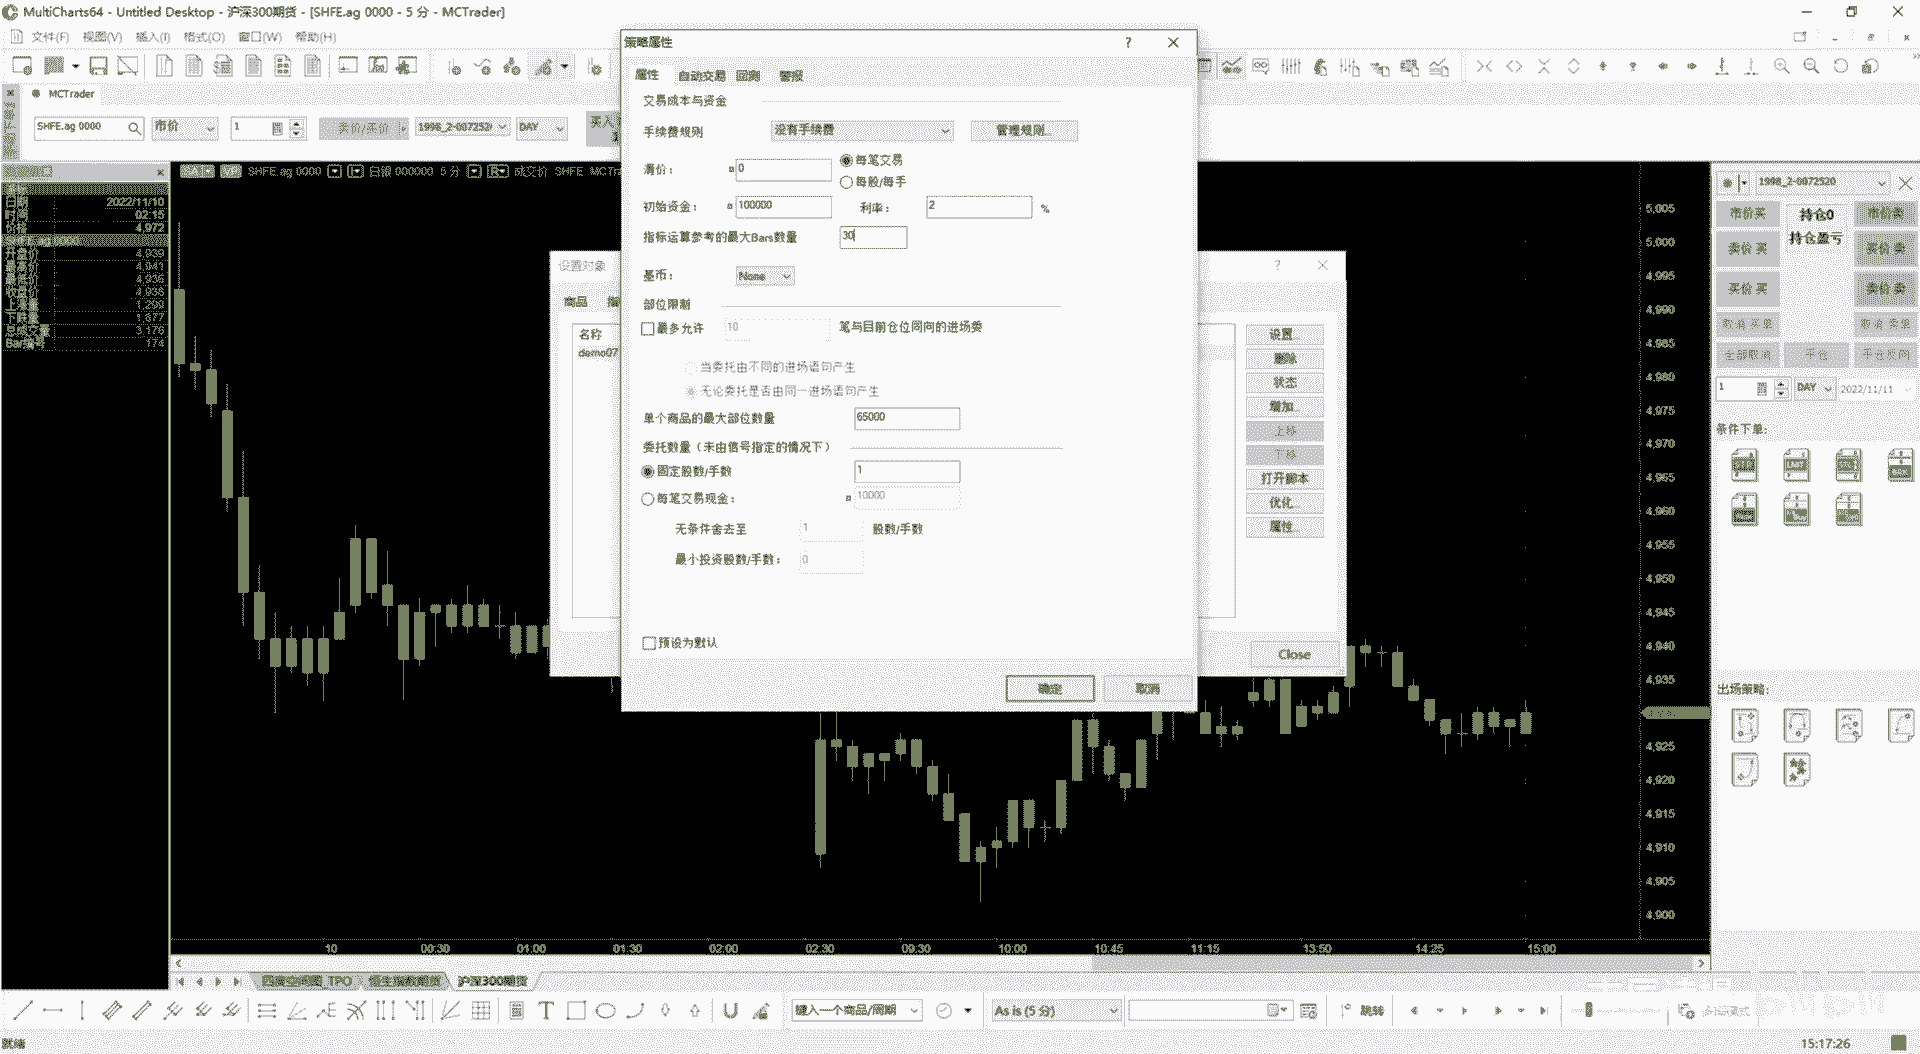 MultiCharts64 - Untitled Desktop - 沪深300期货 - [SHFE.ag 0000 - 5 分 - MCTrader]
文件(F) 视图(V) 插入(I) 格式(O) 窗口(W) 帮助(H)
MCTrader
SHFE.ag 0000 市价 1 卖价/买价 1998_2-007252 DAY 买入
SHFE.ag 0000 白银 000000 5 分 成交价 SHFE
日期 2022/11/10
时间 02:15
价格 4,972
SHFE.ag 0000
开盘价 4,939
最高价 4,941
最低价 4,936
收盘价 4,938
上涨量 1,299
下跌量 1,877
总成交量 3,176
Bar编号 174
策略属性
属性 自动交易 回测 警报
交易成本与资金
手续费规则 没有手续费 管理规则...
滑价: 0 每笔交易
每股/每手
初始资金: 100000 利率: 2 %
指标运算参考的最大Bars数量 30
基币: None
部位限制
最多允许 10 笔与目前仓位同向的进场委
当委托由不同的进场语句产生
无论委托是否由同一进场语句产生
单个商品的最大部位数量 65000
委托数量（未由信号指定的情况下）
固定股数/手数 1
每笔交易现金: 10000
无条件舍去至 1 股数/手数
最小投资股数/手数: 0
预设为默认
确定 取消
设置对象
商品
名称
demo07
设置...
删除
状态
增加...
上移
下移
打开脚本
优化...
属性...
Close
5,005
5,000
4,995
4,990
4,985
4,980
4,975
4,970
4,965
4,960
4,955
4,950
4,945
4,940
4,935
4,925
4,920
4,915
4,910
4,905
4,900
10 00:30 01:00 01:30 02:00 02:30 09:30 10:00 10:45 11:15 13:50 14:25 15:00
1998_2-0072520
市价买 持仓0 市价卖
卖价 买 持仓盈亏 买价 卖
买价 买 卖价 卖
取消 买单 取消 卖单
全部取消 平仓 平仓反向
1 DAY 2022/11/11
条件下单:
出场策略:
四度空间图_TPO 恒生指数期货 沪深300期货
键入一个商品/周期 As is (5 分) 跳转
就绪 15:17:26